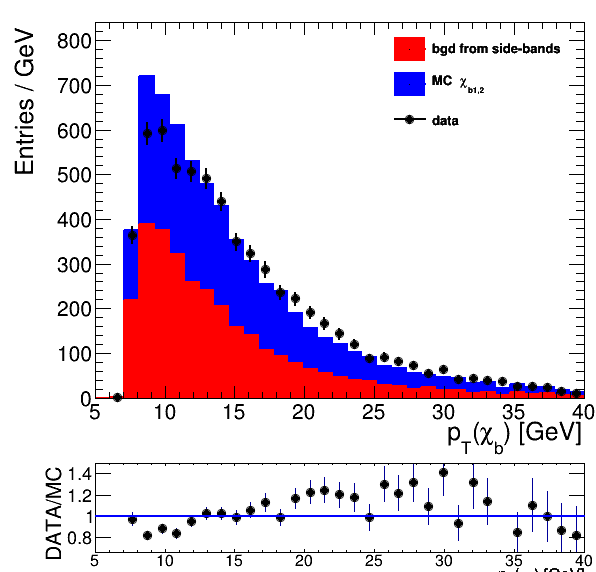 Entries / GeV
800
700
600
500
400
300
200
100
0
bgd from side-bands
MC χb1,2
data
5 10 15 20 25 30 35 40
pT(χb) [GeV]
DATA/MC
1.4
1.2
1
0.8
5 10 15 20 25 30 35 40